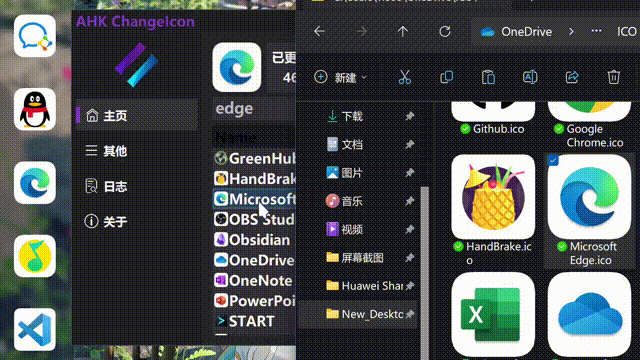 AHK ChangeIcon
主页
其他
日志
关于
已更
46
edge
Name
GreenHub
HandBrake
Microsoft
OBS Stud
Obsidian
OneDrive
OneNote
PowerPoi
START
OneDrive
ICO
新建
下载
文档
图片
音乐
视频
屏幕截图
Huawei Shar
New_Deskto
Github.ico
Google
Chrome.ico
HandBrake.ic
o
Microsoft
Edge.ico